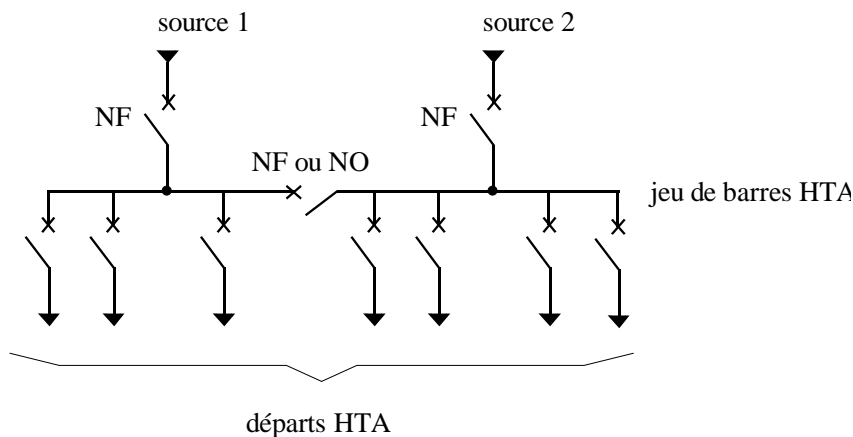 source 1
source 2
NF
NF
NF ou NO
jeu de barres HTA
départs HTA